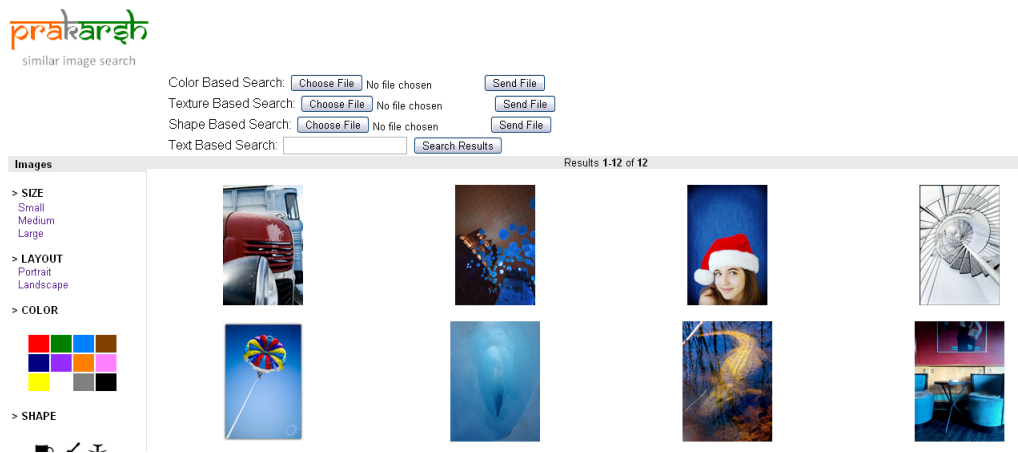 prakarsh
similar image search
Color Based Search: Choose File No file chosen Send File
Texture Based Search: Choose File No file chosen Send File
Shape Based Search: Choose File No file chosen Send File
Text Based Search: Search Results
Images
Results 1-12 of 12
> SIZE
Small
Medium
Large
> LAYOUT
Portrait
Landscape
> COLOR
> SHAPE